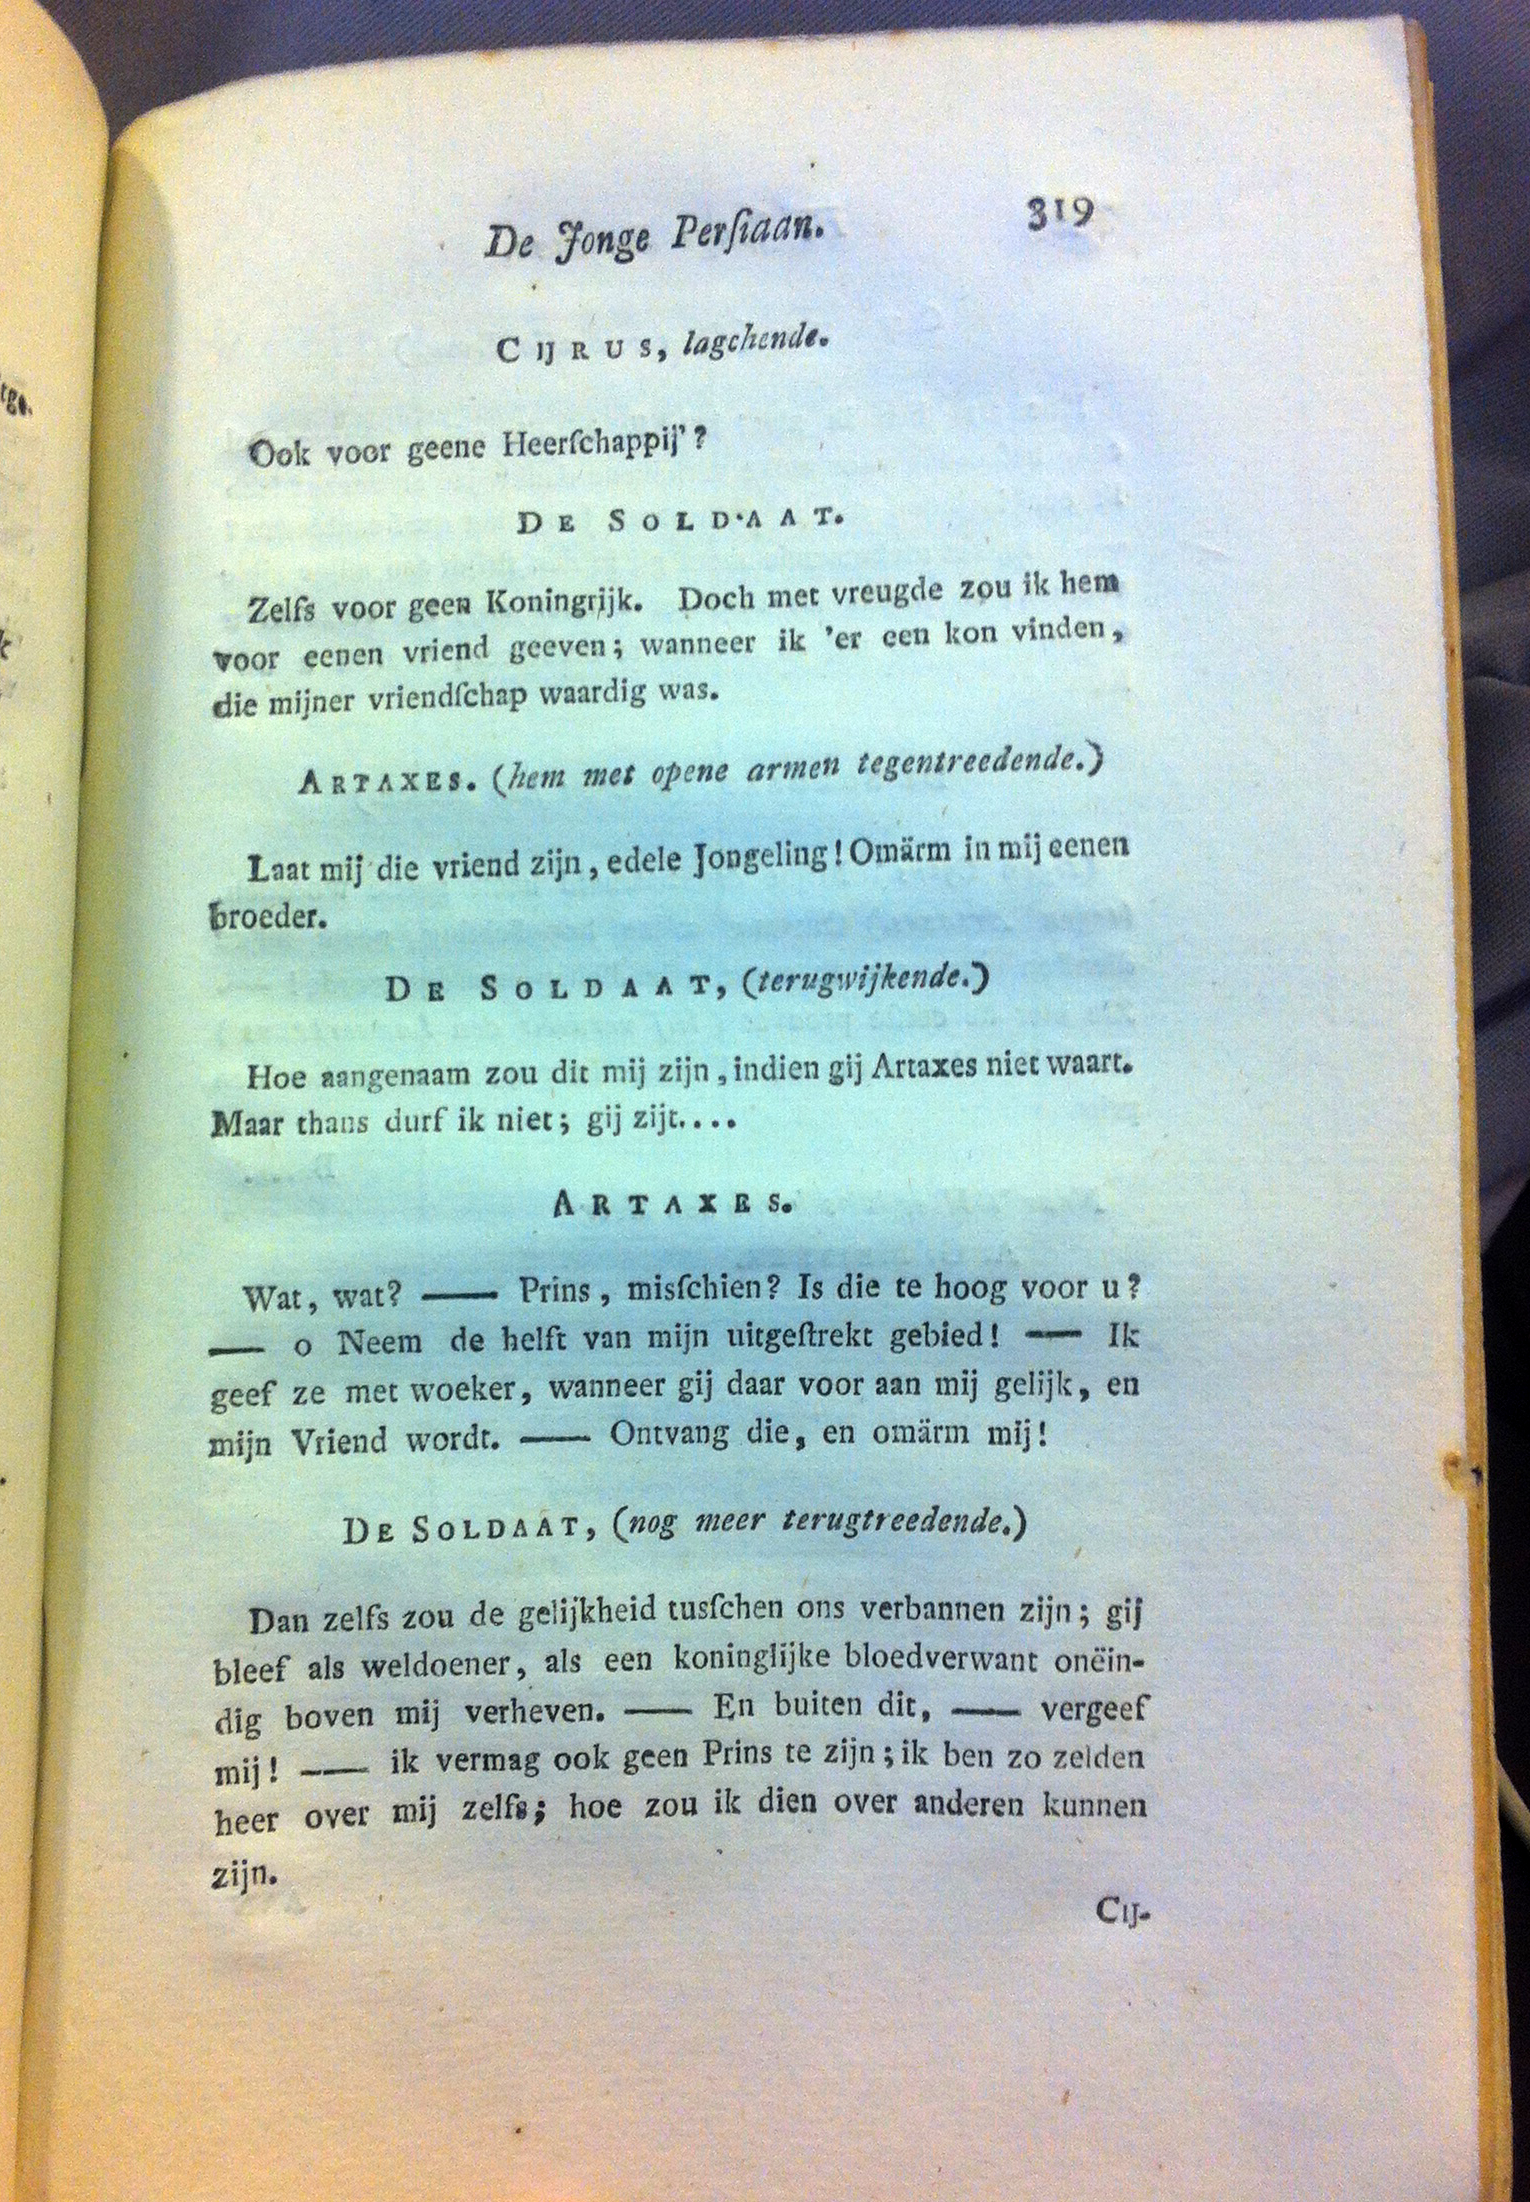 De Jonge Perſiaan.
319
CIJRUS, lagchende.
Ook voor geene Heerſchappij'?
DE SOLDAAT.
Zelfs voor geen Koningrijk. Doch met vreugde zou ik hem
voor eenen vriend geeven; wanneer ik 'er een kon vinden,
die mijner vriendſchap waardig was.
ARTAXES. (hem met opene armen tegentreedende.)
Laat mij die vriend zijn, edele Jongeling! Omärm in mij eenen
broeder.
DE SOLDAAT, (terugwijkende.)
Hoe aangenaam zou dit mij zijn, indien gij Artaxes niet waart.
Maar thans durf ik niet; gij zijt....
ARTAXES.
Wat, wat? —— Prins, misſchien? Is die te hoog voor u?
—— o Neem de helft van mijn uitgeſtrekt gebied! —— Ik
geef ze met woeker, wanneer gij daar voor aan mij gelijk, en
mijn Vriend wordt. —— Ontvang die, en omärm mij!
DE SOLDAAT, (nog meer terugtreedende.)
Dan zelfs zou de gelijkheid tusſchen ons verbannen zijn; gij
bleef als weldoener, als een koninglijke bloedverwant onëin-
dig boven mij verheven. —— En buiten dit, —— vergeef
mij! —— ik vermag ook geen Prins te zijn; ik ben zo zelden
heer over mij zelfs; hoe zou ik dien over anderen kunnen
zijn.
CIJ-